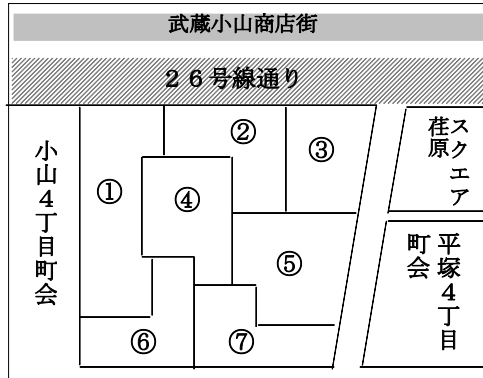 武蔵小山商店街
26号線通り
小山4丁目町会
①
②
③
④
⑤
⑥
⑦
スクエア
荏原
平塚4丁目
町会